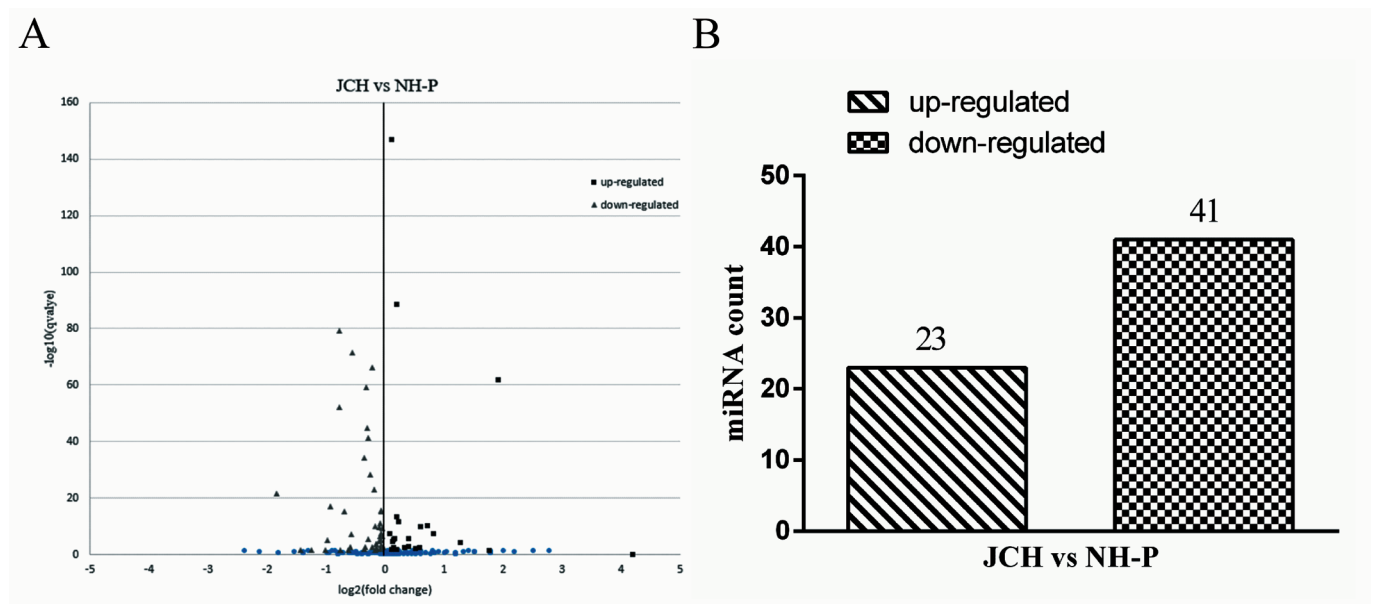 A
JCH vs NH-P
160
140
120
100
80
60
40
20
0
-log10(qvalye)
up-regulated
down-regulated
-5 -4 -3 -2 -1 0 1 2 3 4 5
log2(fold change)
B
up-regulated
down-regulated
50
40
30
20
10
0
miRNA count
23
41
JCH vs NH-P